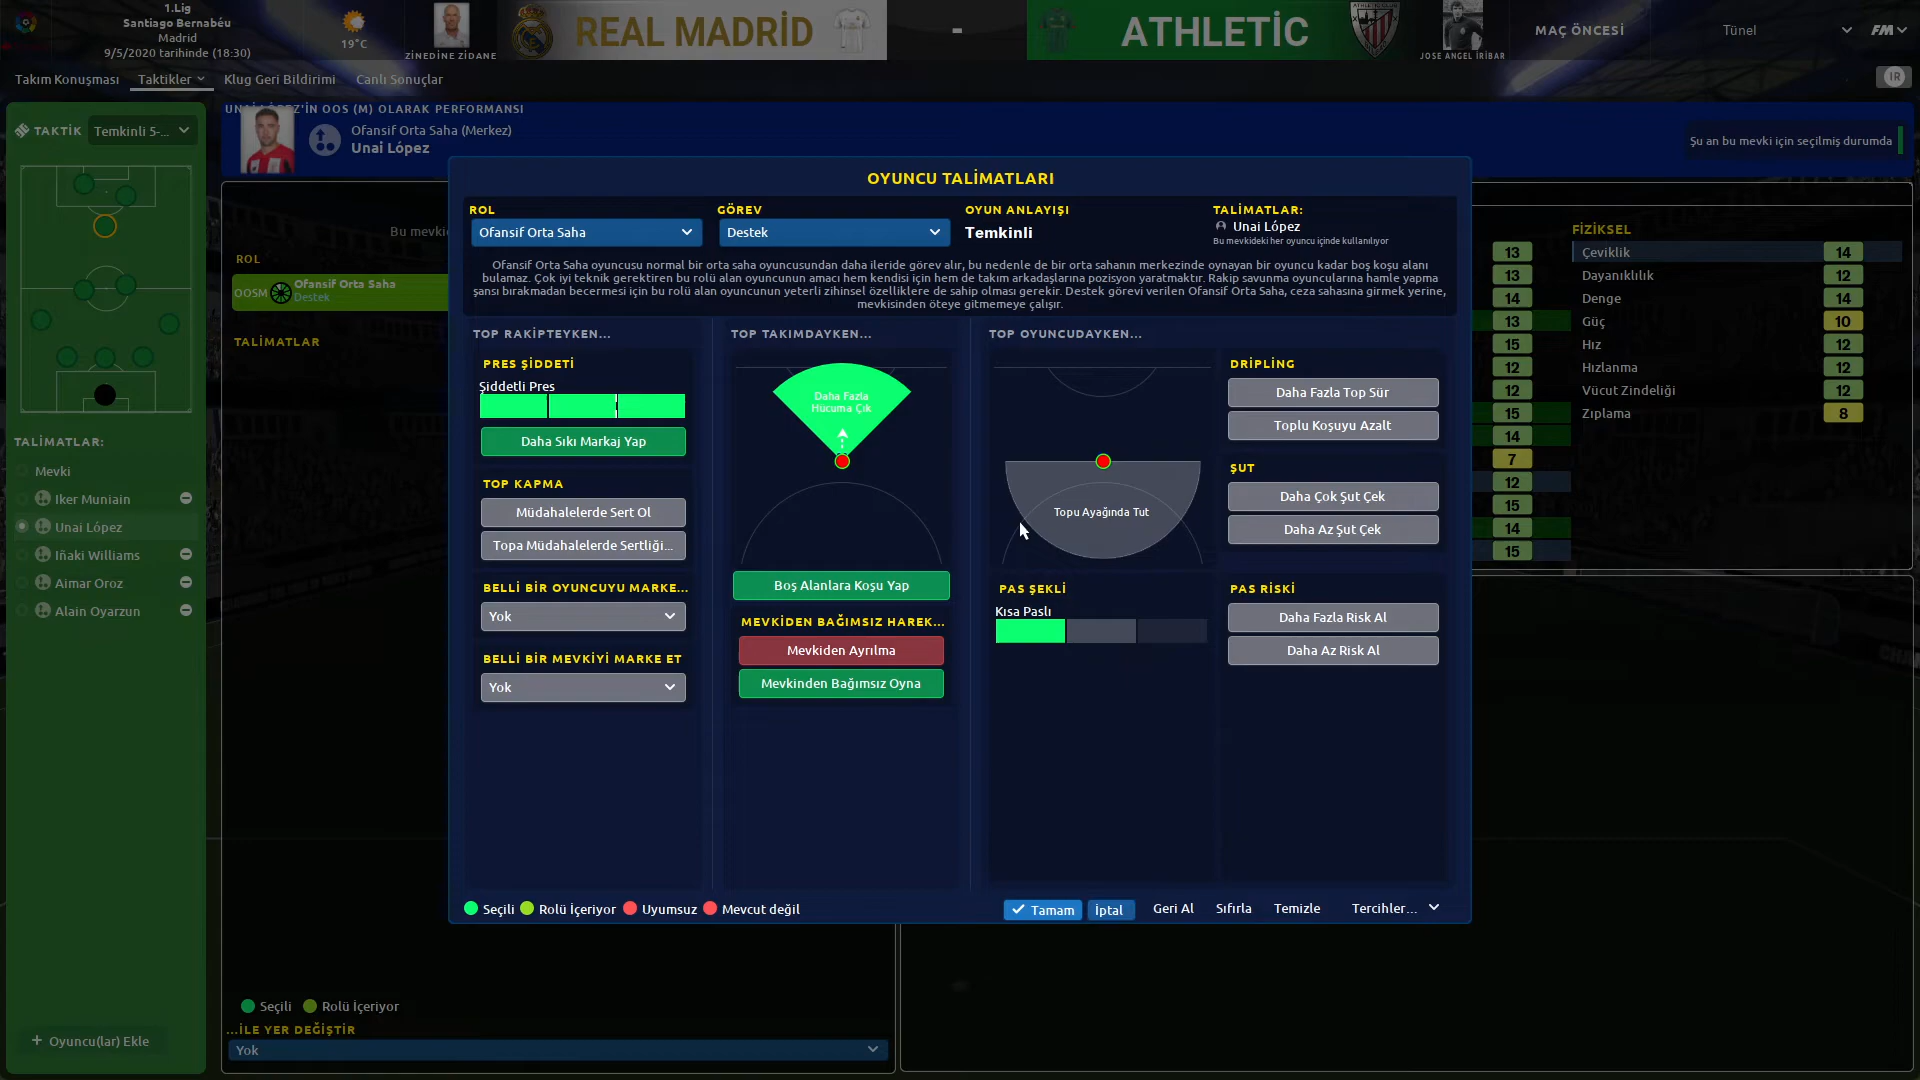 1.Lig
Santiago Bernabéu
Madrid
9/5/2020 tarihinde (18:30)
19°C
ZİNEDİNE ZİDANE
REAL MADRİD
-
ATHLETİC
JOSE ANGEL İRİBAR
MAÇ ÖNCESİ
Tünel
FM
Takım Konuşması
Taktikler
Klug Geri Bildirimi
Canlı Sonuçlar
IR
TAKTİK
Temkinli 5-...
UNAİ LÓPEZ'İN OOS (M) OLARAK PERFORMANSI
Ofansif Orta Saha (Merkez)
Unai López
Şu an bu mevki için seçilmiş durumda
Bu mevki
ROL
OOSM
Ofansif Orta Saha
Destek
TALİMATLAR
TALİMATLAR:
Mevki
Iker Muniain
Unai López
Iñaki Williams
Aimar Oroz
Alain Oyarzun
+ Oyuncu(lar) Ekle
OYUNCU TALİMATLARI
ROL
Ofansif Orta Saha
GÖREV
Destek
OYUN ANLAYIŞI
Temkinli
TALİMATLAR:
Unai López
Bu mevkideki her oyuncu içinde kullanılıyor
Ofansif Orta Saha oyuncusu normal bir orta saha oyuncusundan daha ileride görev alır, bu nedenle de bir orta sahanın merkezinde oynayan bir oyuncu kadar boş koşu alanı
bulamaz. Çok iyi teknik gerektiren bu rolü alan oyuncunun amacı hem kendisi için hem de takım arkadaşlarına pozisyon yaratmaktır. Rakip savunma oyuncularına hamle yapma
şansı bırakmadan becermesi için bu rolü alan oyuncunun yeterli zihinsel özelliklere de sahip olması gerekir. Destek görevi verilen Ofansif Orta Saha, ceza sahasına girmek yerine,
mevkisinden öteye gitmemeye çalışır.
TOP RAKİPTEYKEN...
PRES ŞİDDETİ
Şiddetli Pres
Daha Sıkı Markaj Yap
TOP KAPMA
Müdahalelerde Sert Ol
Topa Müdahalelerde Sertliği...
BELLİ BİR OYUNCUYU MARKE...
Yok
BELLİ BİR MEVKİYİ MARKE ET
Yok
TOP TAKIMDAYKEN...
Daha Fazla
Hücuma Çık
Boş Alanlara Koşu Yap
MEVKİDEN BAĞIMSIZ HAREK...
Mevkiden Ayrılma
Mevkinden Bağımsız Oyna
TOP OYUNCUDAYKEN...
Topu Ayağında Tut
PAS ŞEKLİ
Kısa Paslı
DRİPLİNG
Daha Fazla Top Sür
Toplu Koşuyu Azalt
ŞUT
Daha Çok Şut Çek
Daha Az Şut Çek
PAS RİSKİ
Daha Fazla Risk Al
Daha Az Risk Al
Seçili
Rolü İçeriyor
Uyumsuz
Mevcut değil
Tamam
İptal
Geri Al
Sıfırla
Temizle
Tercihler...
13
13
14
13
15
12
12
15
14
7
12
15
14
15
FİZİKSEL
Çeviklik 14
Dayanıklılık 12
Denge 14
Güç 10
Hız 12
Hızlanma 12
Vücut Zindeliği 12
Zıplama 8
Seçili
Rolü İçeriyor
...İLE YER DEĞİŞTİR
Yok